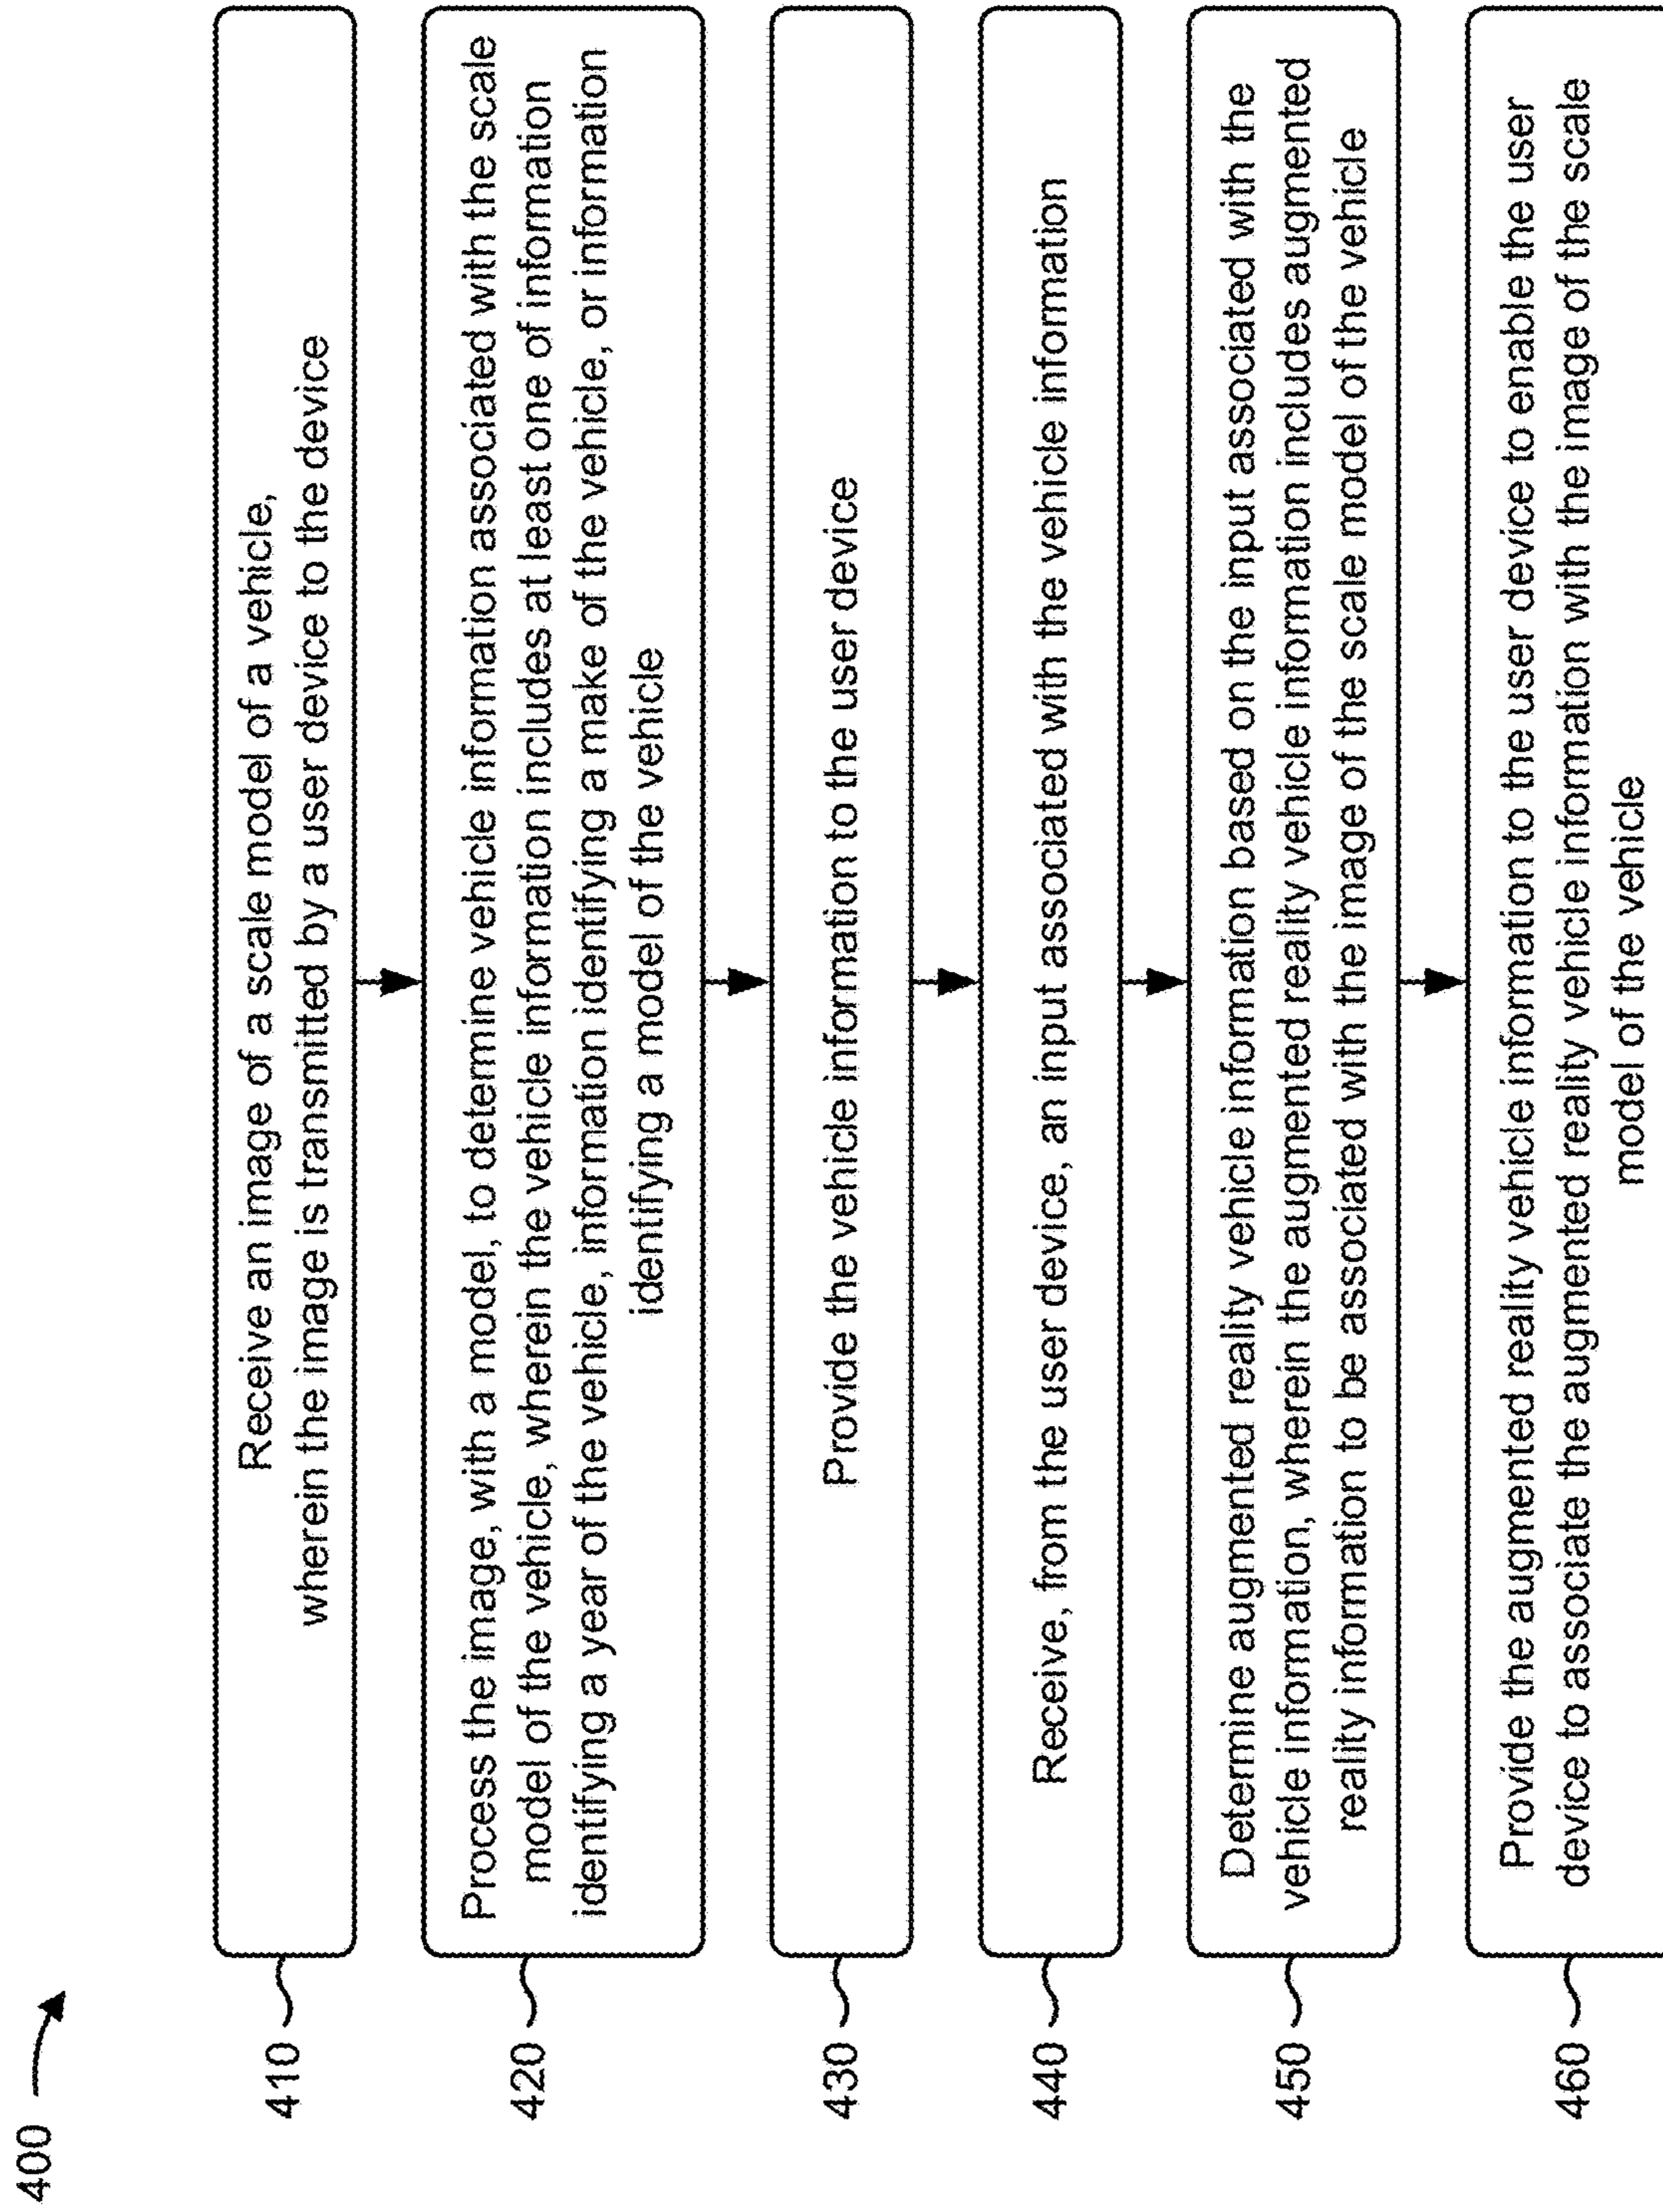 400
410
Receive an image of a scale model of a vehicle,
wherein the image is transmitted by a user device to the device
420
Process the image, with a model, to determine vehicle information associated with the scale
model of the vehicle, wherein the vehicle information includes at least one of information
identifying a year of the vehicle, information identifying a make of the vehicle, or information
identifying a model of the vehicle
430
Provide the vehicle information to the user device
440
Receive, from the user device, an input associated with the vehicle information
450
Determine augmented reality vehicle information based on the input associated with the
vehicle information, wherein the augmented reality vehicle information includes augmented
reality information to be associated with the image of the scale model of the vehicle
460
Provide the augmented reality vehicle information to the user device to enable the user
device to associate the augmented reality vehicle information with the image of the scale
model of the vehicle